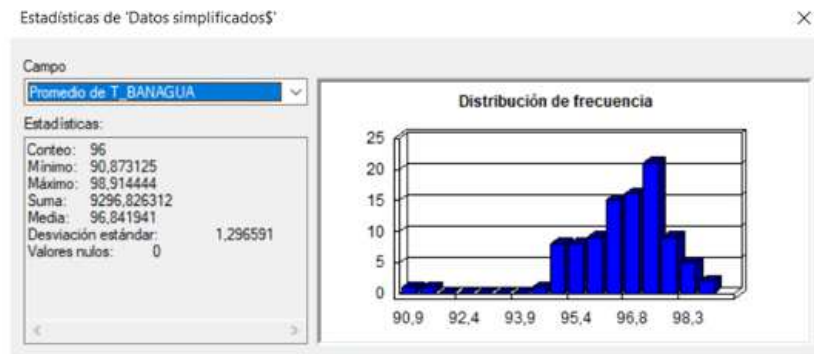 Estadísticas de 'Datos simplificados$'
Campo
Promedio de T_BANAGUA
Estadísticas:
Conteo: 96
Mínimo: 90,873125
Máximo: 98,914444
Suma: 9296,826312
Media: 96,841941
Desviación estándar: 1,296591
Valores nulos: 0
Distribución de frecuencia
25
20
15
10
5
0
90,9 92,4 93,9 95,4 96,8 98,3